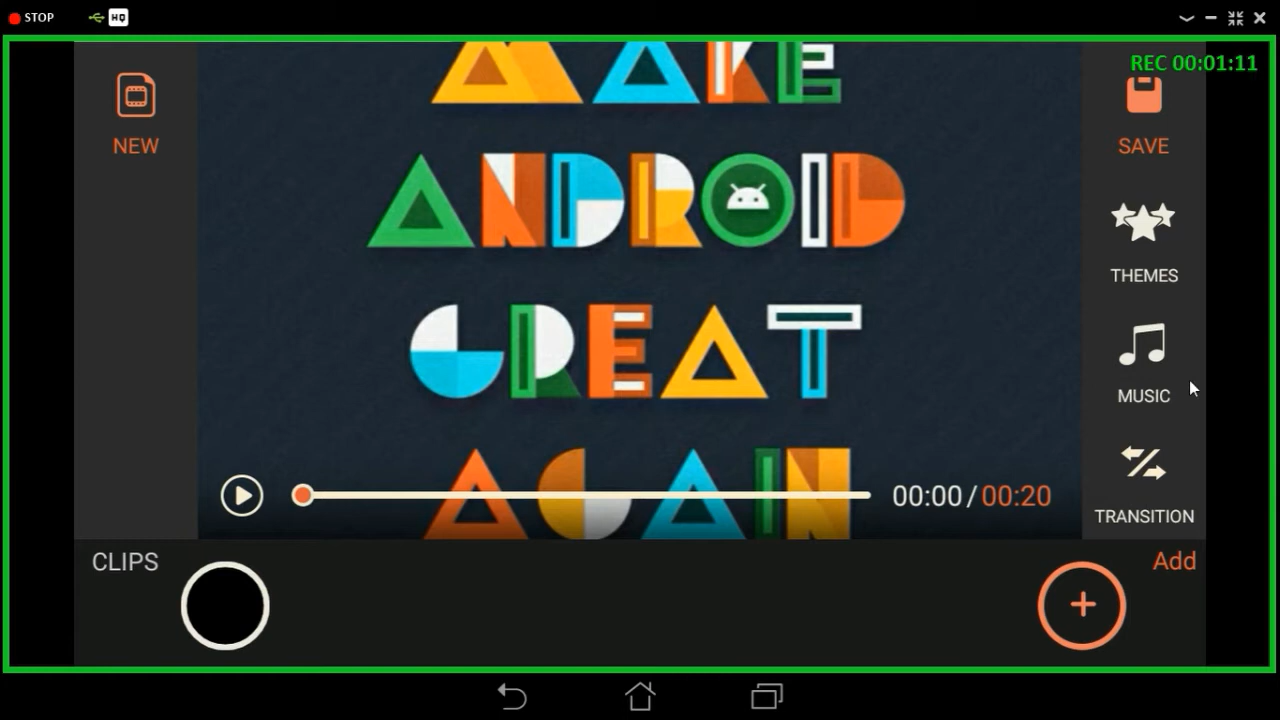 STOP
HQ
REC 00:01:11
NEW
MAKE
ANDROID
GREAT
AGAIN
SAVE
THEMES
MUSIC
TRANSITION
00:00 / 00:20
CLIPS
Add